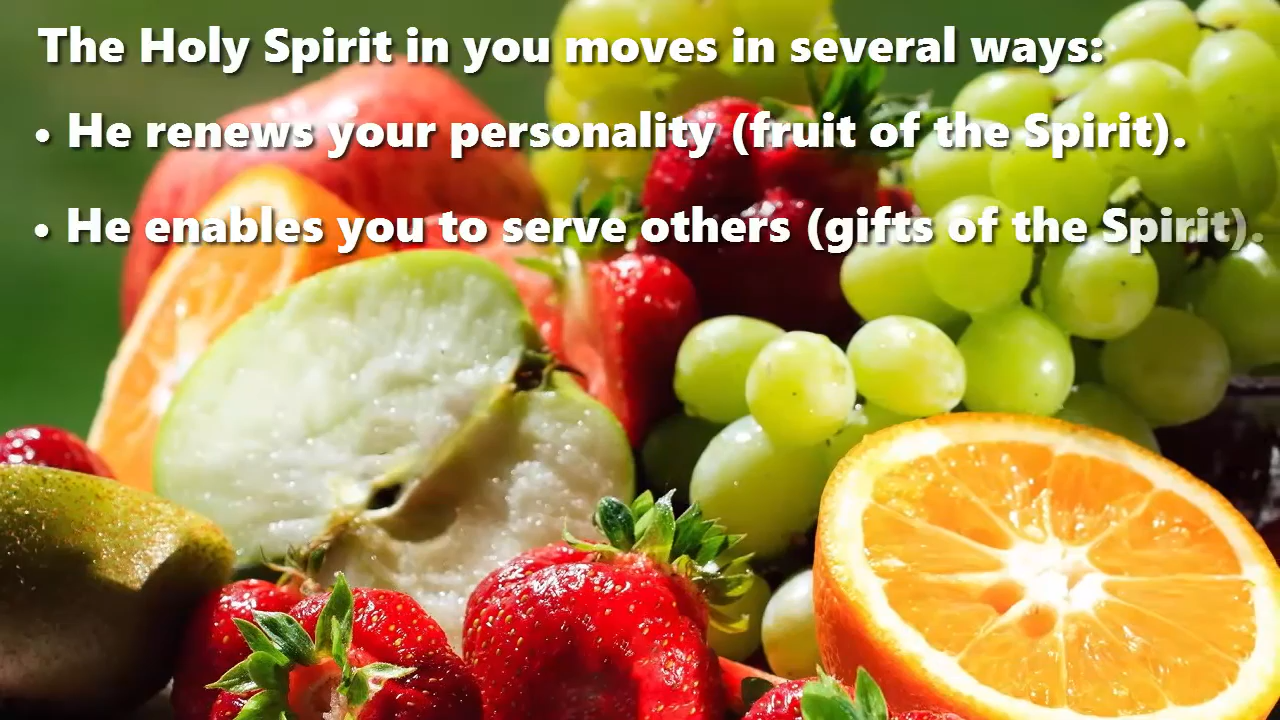 The Holy Spirit in you moves in several ways:
• He renews your personality (fruit of the Spirit).
• He enables you to serve others (gifts of the Spirit).